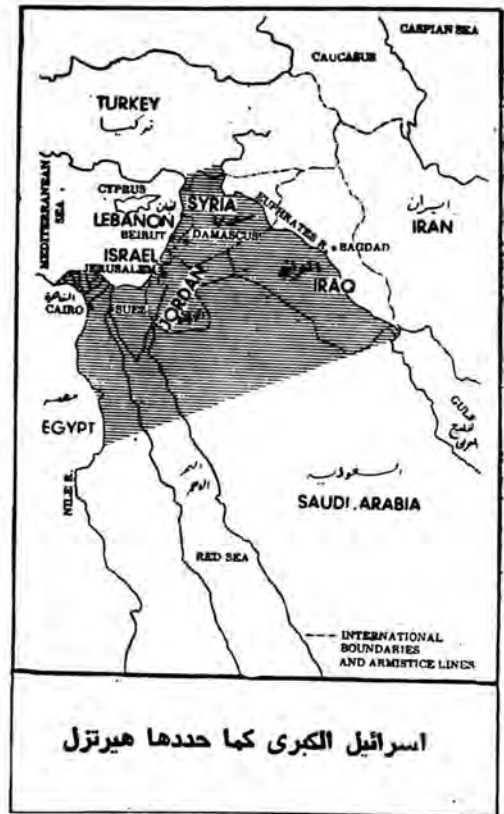 CASPIAN SEA
CAUCASUS
TURKEY
تركيا
MEDITERRANEAN
SEA
CYPRUS
LEBANON
لبنان
BEIRUT
SYRIA
DAMASCUS
EUPHRATES R.
BAGDAD
ايران
IRAN
ISRAEL
JERUSALEM
القاهرة
CAIRO
SUEZ
JORDAN
العراق
IRAQ
مصر
EGYPT
NILE R.
GULF
السعودية
SAUDI. ARABIA
البحر
الاحمر
RED SEA
INTERNATIONAL
BOUNDARIES
AND ARMISTICE LINES
اسرائيل الكبرى كما حددها هيرتزل